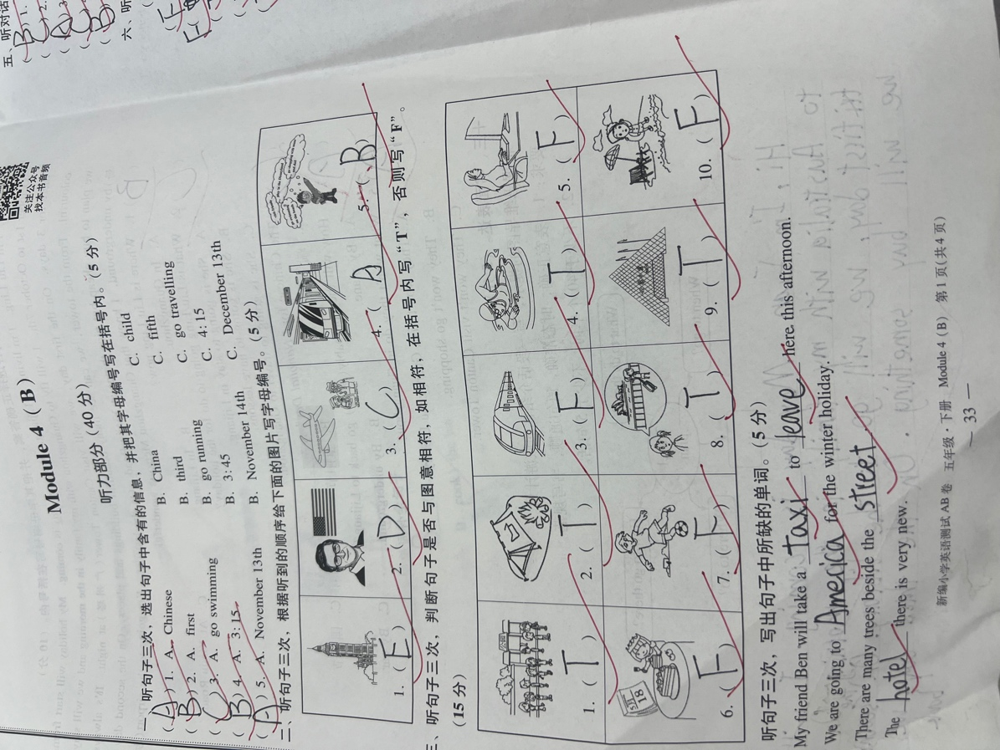 关注公众号
找本书音频
Module 4 (B)
听力部分(40 分)
一、听句子三次,选出句子中含有的信息,并把其字母编号写在括号内。(5 分)
(A) 1. A. Chinese B. China C. child
(B) 2. A. first B. third C. fifth
(C) 3. A. go swimming B. go running C. go travelling
(B) 4. A. 3:15 B. 3:45 C. 4:15
(A) 5. A. November 13th B. November 14th C. December 13th
二、听句子三次,根据听到的顺序给下面的图片写字母编号。(5 分)
1. (E) 2. (D) 3. (C) 4. (A) 5. (B)
三、听句子三次,判断句子是否与图意相符,如相符,在括号内写“T”,否则写“F”。
(15 分)
1. (T) 2. (T) 3. (F) 4. (T) 5. (F)
18
6. (F) 7. (F) 8. (T) 9. (T) 10. (F)
听句子三次,写出句子中所缺的单词。(5 分)
My friend Ben will take a Taxi to leave here this afternoon.
We are going to America for the winter holiday.
There are many trees beside the street.
The hotel there is very new.
新编小学英语测试 AB 卷 五年级·下册 Module 4 (B) 第 1 页(共 4 页)
— 33 —
五、听对话
六、听